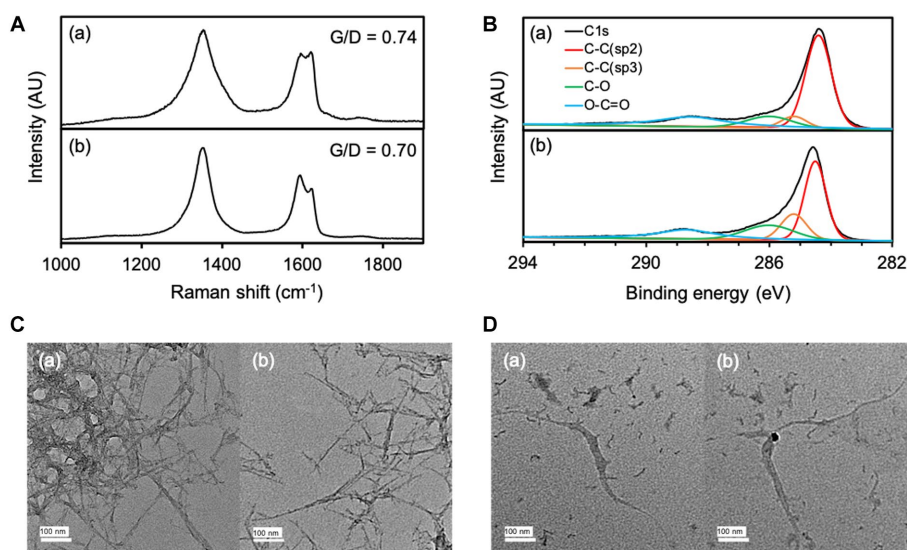 A
(a)
G/D = 0.74
(b)
G/D = 0.70
Intensity (AU)
1000 1200 1400 1600 1800
Raman shift (cm⁻¹)
B
(a)
C1s
C-C(sp2)
C-C(sp3)
C-O
O-C=O
(b)
Intensity (AU)
294 290 286 282
Binding energy (eV)
C
(a)
(b)
100 nm
100 nm
D
(a)
(b)
100 nm
100 nm